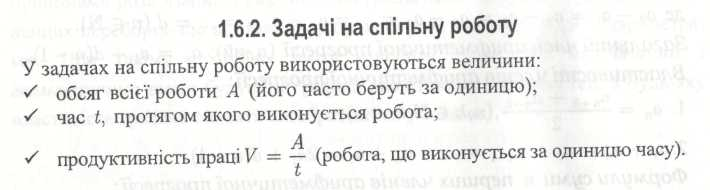 1.6.2. Задачі на спільну роботу
У задачах на спільну роботу використовуються величини:
✓ обсяг всієї роботи A (його часто беруть за одиницю);
✓ час t, протягом якого виконується робота;
✓ продуктивність праці V = A/t (робота, що виконується за одиницю часу).